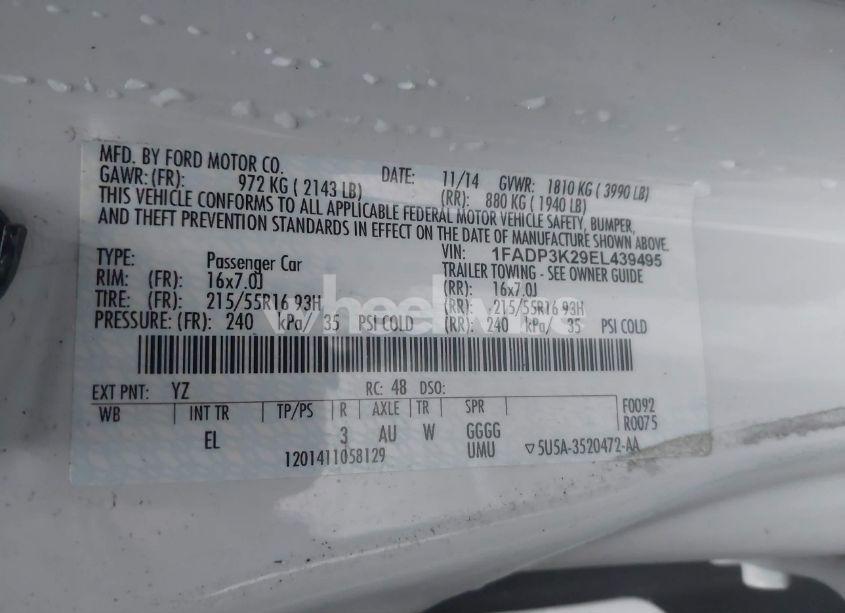 MFD. BY FORD MOTOR CO. DATE: 11/14 GVWR: 1810 KG ( 3990 LB)
GAWR: (FR): 972 KG ( 2143 LB) (RR): 880 KG ( 1940 LB)
THIS VEHICLE CONFORMS TO ALL APPLICABLE FEDERAL MOTOR VEHICLE SAFETY, BUMPER,
AND THEFT PREVENTION STANDARDS IN EFFECT ON THE DATE OF MANUFACTURE SHOWN ABOVE.
VIN: 1FADP3K29EL439495
TYPE: Passenger Car TRAILER TOWING - SEE OWNER GUIDE
RIM: (FR): 16x7.0J (RR): 16x7.0J
TIRE: (FR): 215/55R16 93H (RR): 215/55R16 93H
PRESSURE: (FR): 240 kPa/ 35 PSI COLD (RR): 240 kPa/ 35 PSI COLD
EXT PNT: YZ RC: 48 DSO:
WB INT TR TP/PS R AXLE TR SPR F0092
EL 3 AU W GGGG R0075
1201411058129 UMU ▽5U5A-3520472-AA